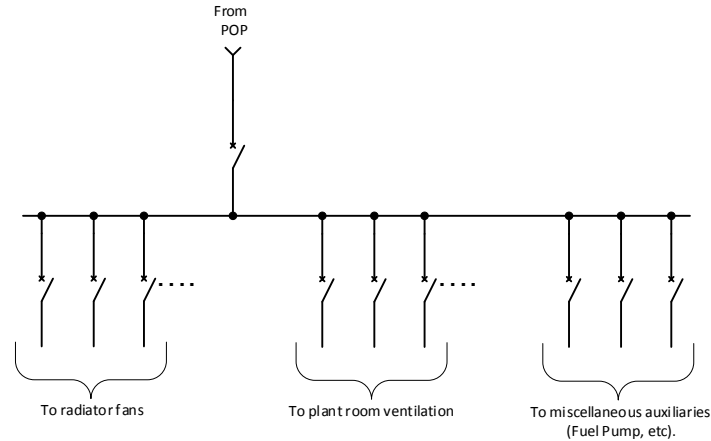 From
POP
To radiator fans
To plant room ventilation
To miscellaneous auxiliaries
(Fuel Pump, etc).